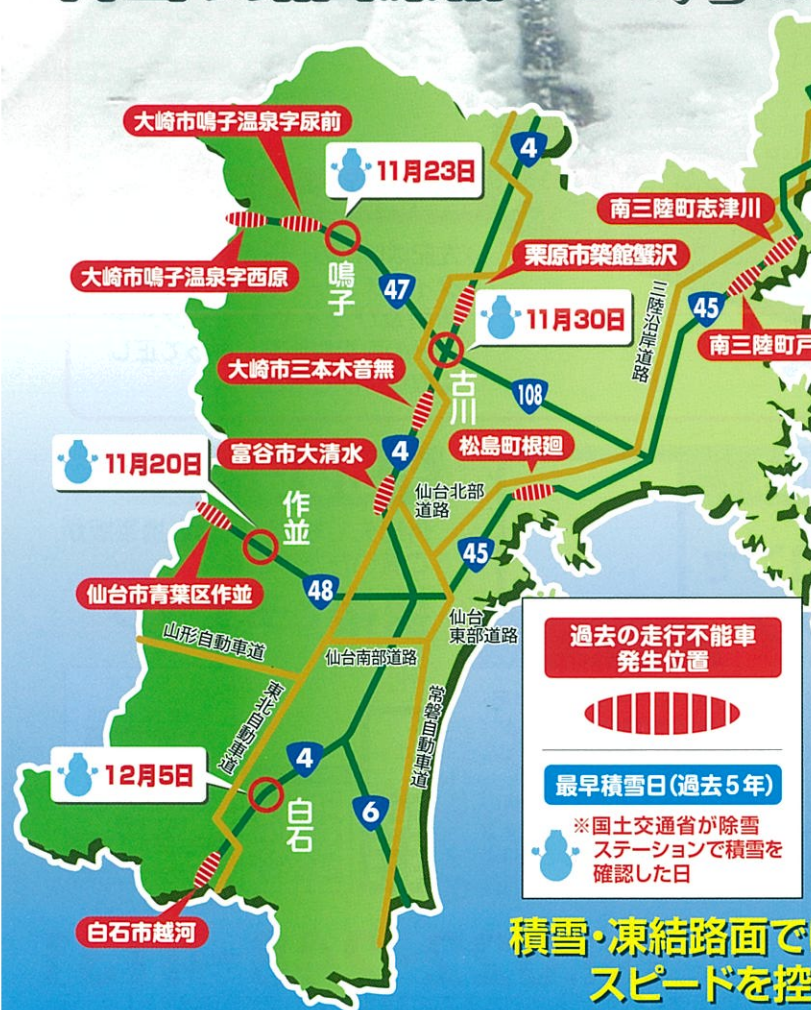 大崎市鳴子温泉字尿前
4
11月23日
南三陸町志津川
栗原市築館蟹沢
大崎市鳴子温泉字西原
鳴子
47
三陸沿岸道路
45
11月30日
南三陸町戸
大崎市三本木音無
古川
108
4
富谷市大清水
松島町根廻
11月20日
作並
仙台北部
道路
45
仙台市青葉区作並
48
仙台
東部道路
山形自動車道
仙台南部道路
東北自動車道
常磐自動車道
12月5日
4
白石
6
白石市越河
過去の走行不能車
発生位置
最早積雪日(過去5年)
※国土交通省が除雪
ステーションで積雪を
確認した日
積雪・凍結路面で
スピードを控